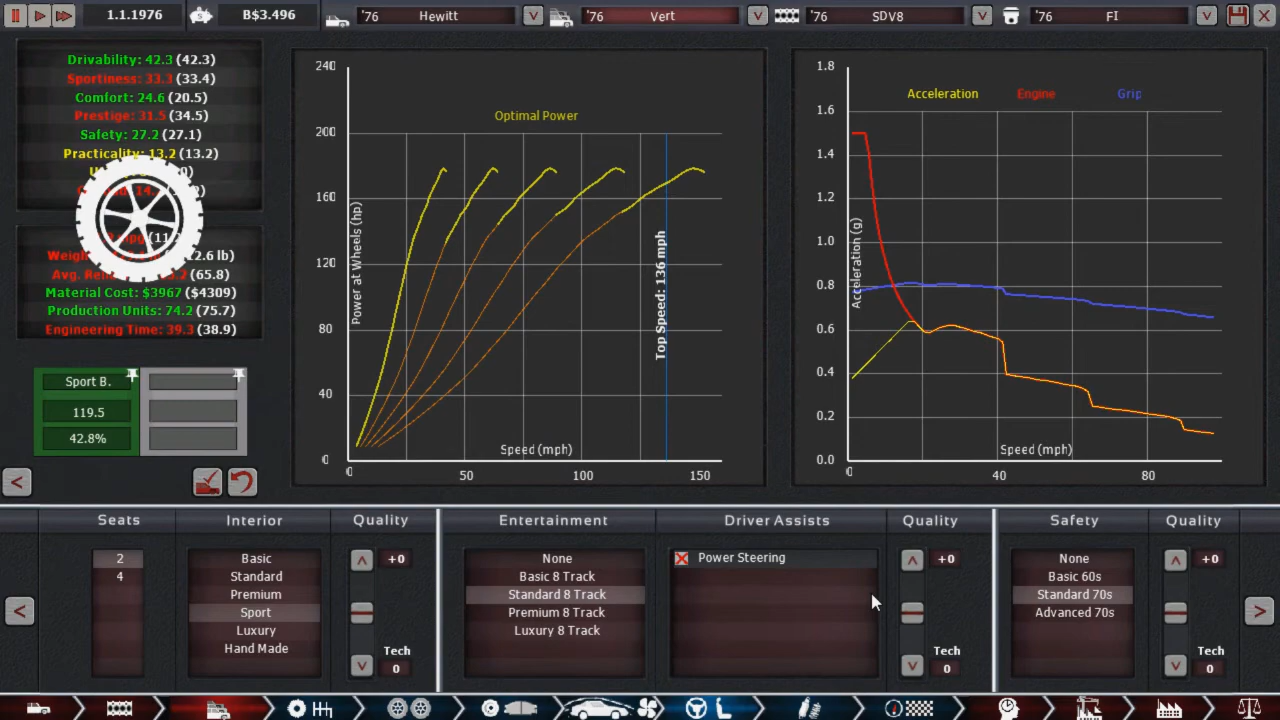 1.1.1976
B$3.496
'76 Hewitt
'76 Vert
'76 SDV8
'76 FI
Drivability: 42.3 (42.3)
Sportiness: 33.3 (33.4)
Comfort: 24.6 (20.5)
Prestige: 31.5 (34.5)
Safety: 27.2 (27.1)
Practicality: 13.2 (13.2)
Material Cost: $3967 ($4309)
Production Units: 74.2 (75.7)
Engineering Time: 39.3 (38.9)
Sport B.
119.5
42.8%
Optimal Power
Power at Wheels (hp)
240
200
160
120
80
40
0
Top Speed: 136 mph
Speed (mph)
0 50 100 150
Acceleration Engine Grip
Acceleration (g)
1.8
1.6
1.4
1.2
1.0
0.8
0.6
0.4
0.2
0.0
Speed (mph)
0 40 80
Seats
2
4
Interior
Basic
Standard
Premium
Sport
Luxury
Hand Made
Quality
+0
Tech
0
Entertainment
None
Basic 8 Track
Standard 8 Track
Premium 8 Track
Luxury 8 Track
Driver Assists
Power Steering
Quality
+0
Tech
0
Safety
None
Basic 60s
Standard 70s
Advanced 70s
Quality
+0
Tech
0